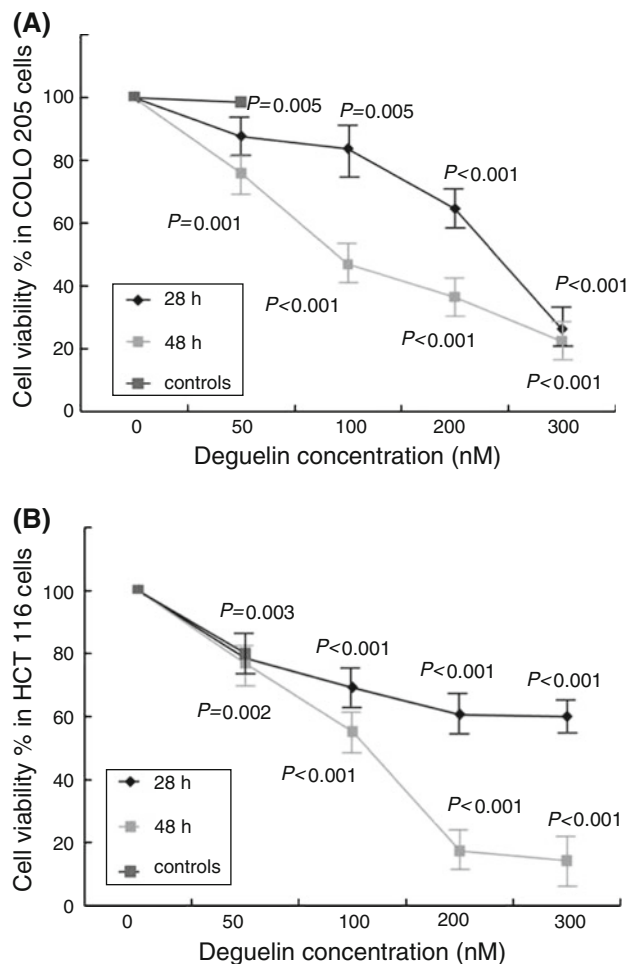 (A)
Cell viability % in COLO 205 cells
100
80
60
40
20
0
P=0.005
P=0.005
P<0.001
P=0.001
P<0.001
P<0.001
P<0.001
P<0.001
28 h
48 h
controls
0 50 100 200 300
Deguelin concentration (nM)
(B)
Cell viability % in HCT 116 cells
100
80
60
40
20
0
P=0.003
P<0.001
P<0.001
P<0.001
P=0.002
P<0.001
P<0.001
P<0.001
28 h
48 h
controls
0 50 100 200 300
Deguelin concentration (nM)